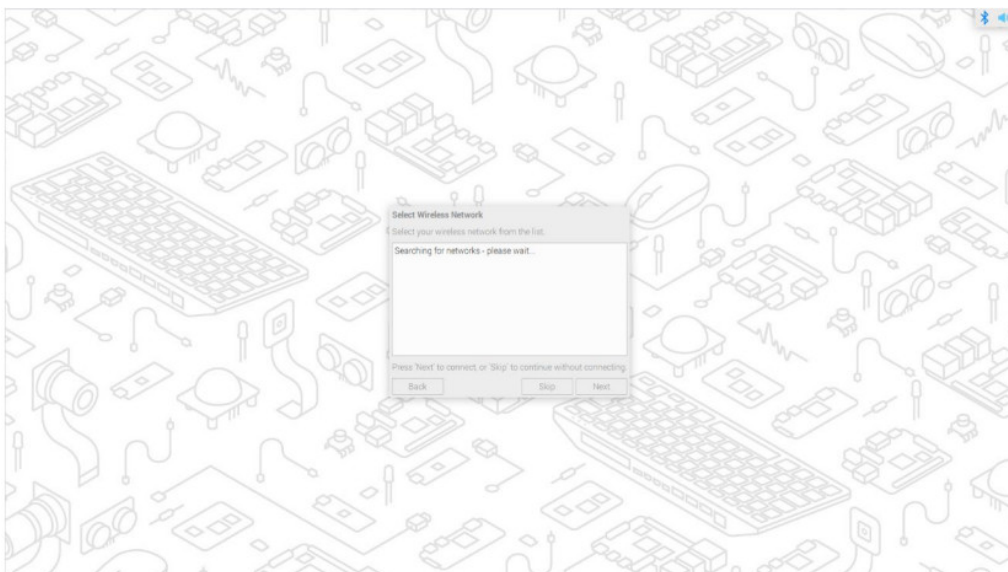 Select Wireless Network
Select your wireless network from the list.
Searching for networks - please wait...
Press 'Next' to connect, or 'Skip' to continue without connecting.
Back
Skip
Next